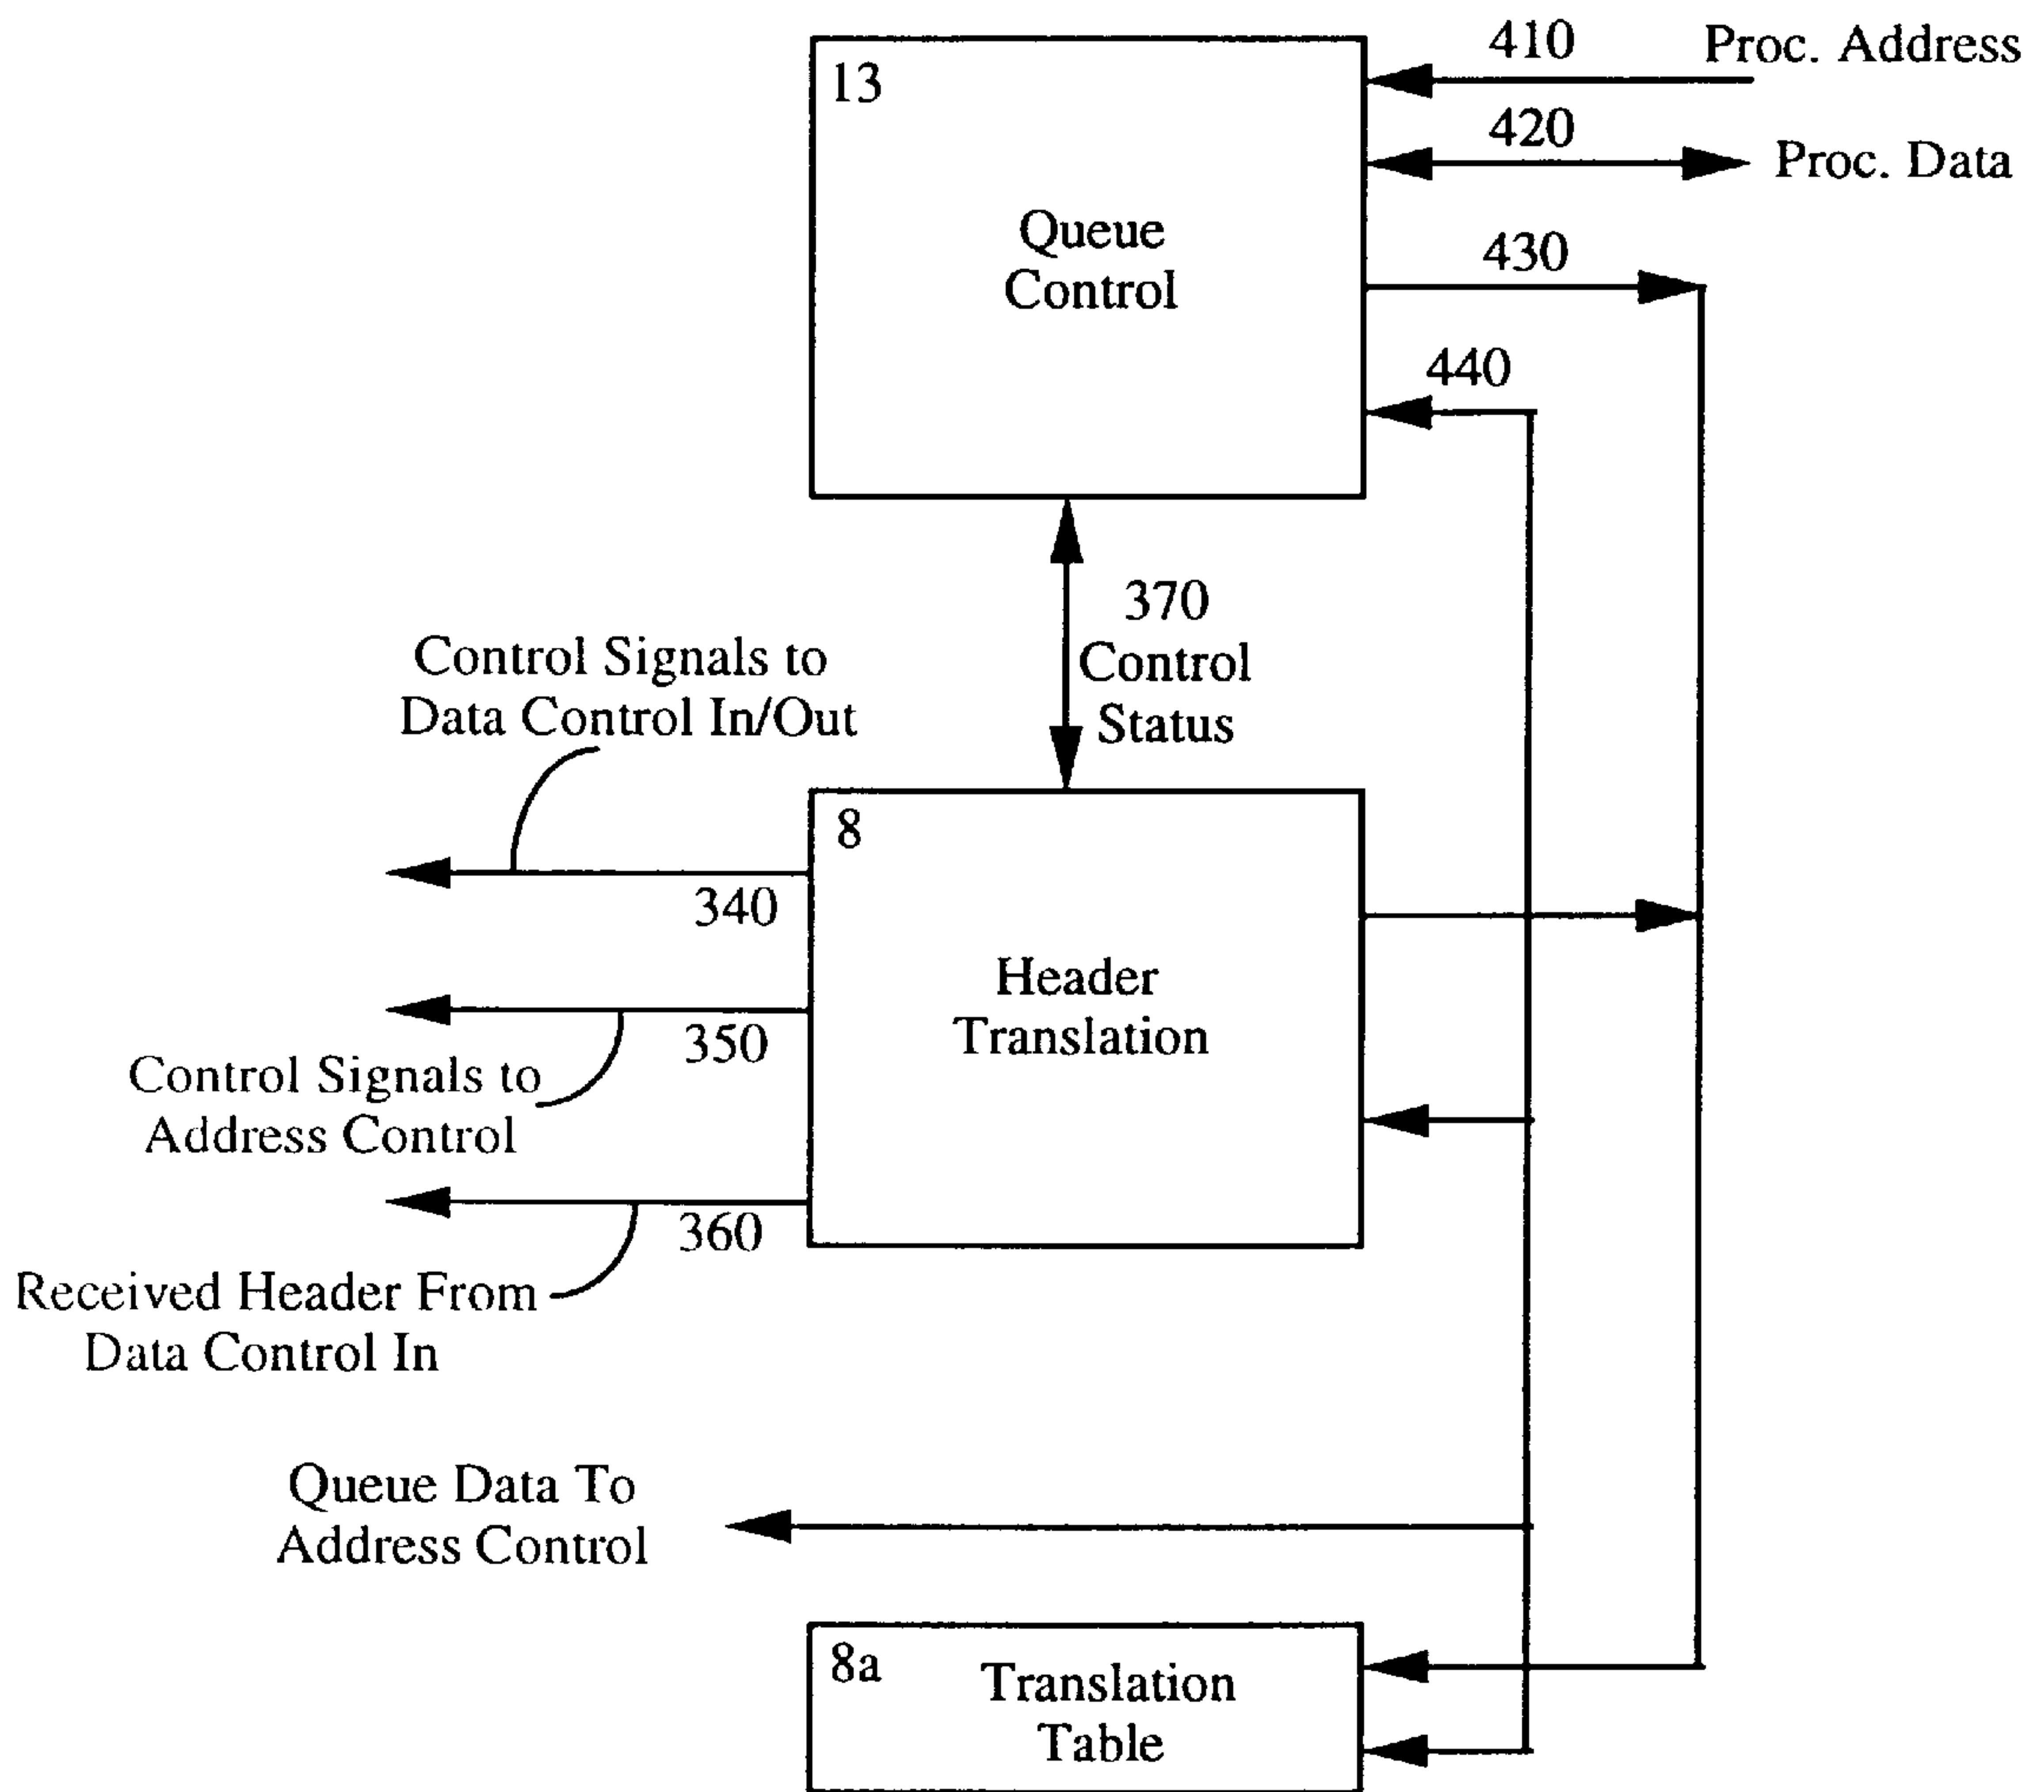 410 Proc. Address
13
420
Proc. Data
Queue
Control
430
440
370
Control
Status
Control Signals to
Data Control In/Out
8
340
Header
Translation
350
Control Signals to
Address Control
360
Received Header From
Data Control In
Queue Data To
Address Control
8a
Translation
Table